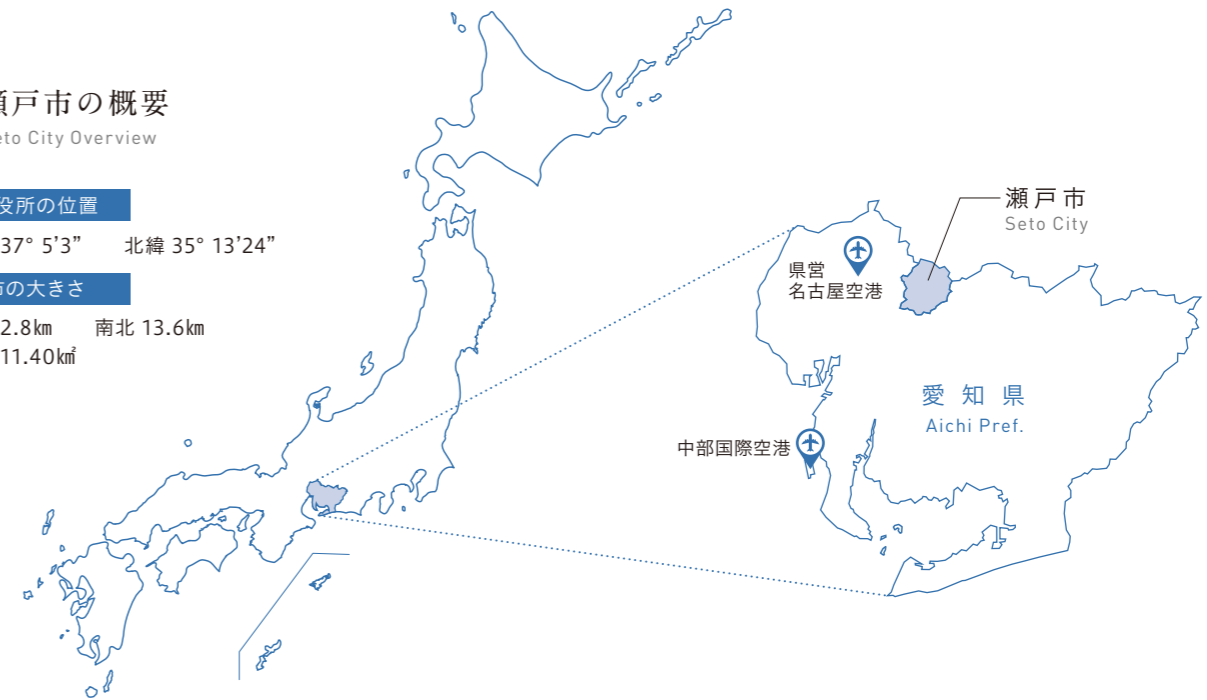 瀬戸市の概要
Seto City Overview
役所の位置
37° 5’3” 北緯 35° 13’24”
市の大きさ
2.8km 南北 13.6km
11.40㎢
瀬戸市
Seto City
県営
名古屋空港
愛知県
Aichi Pref.
中部国際空港